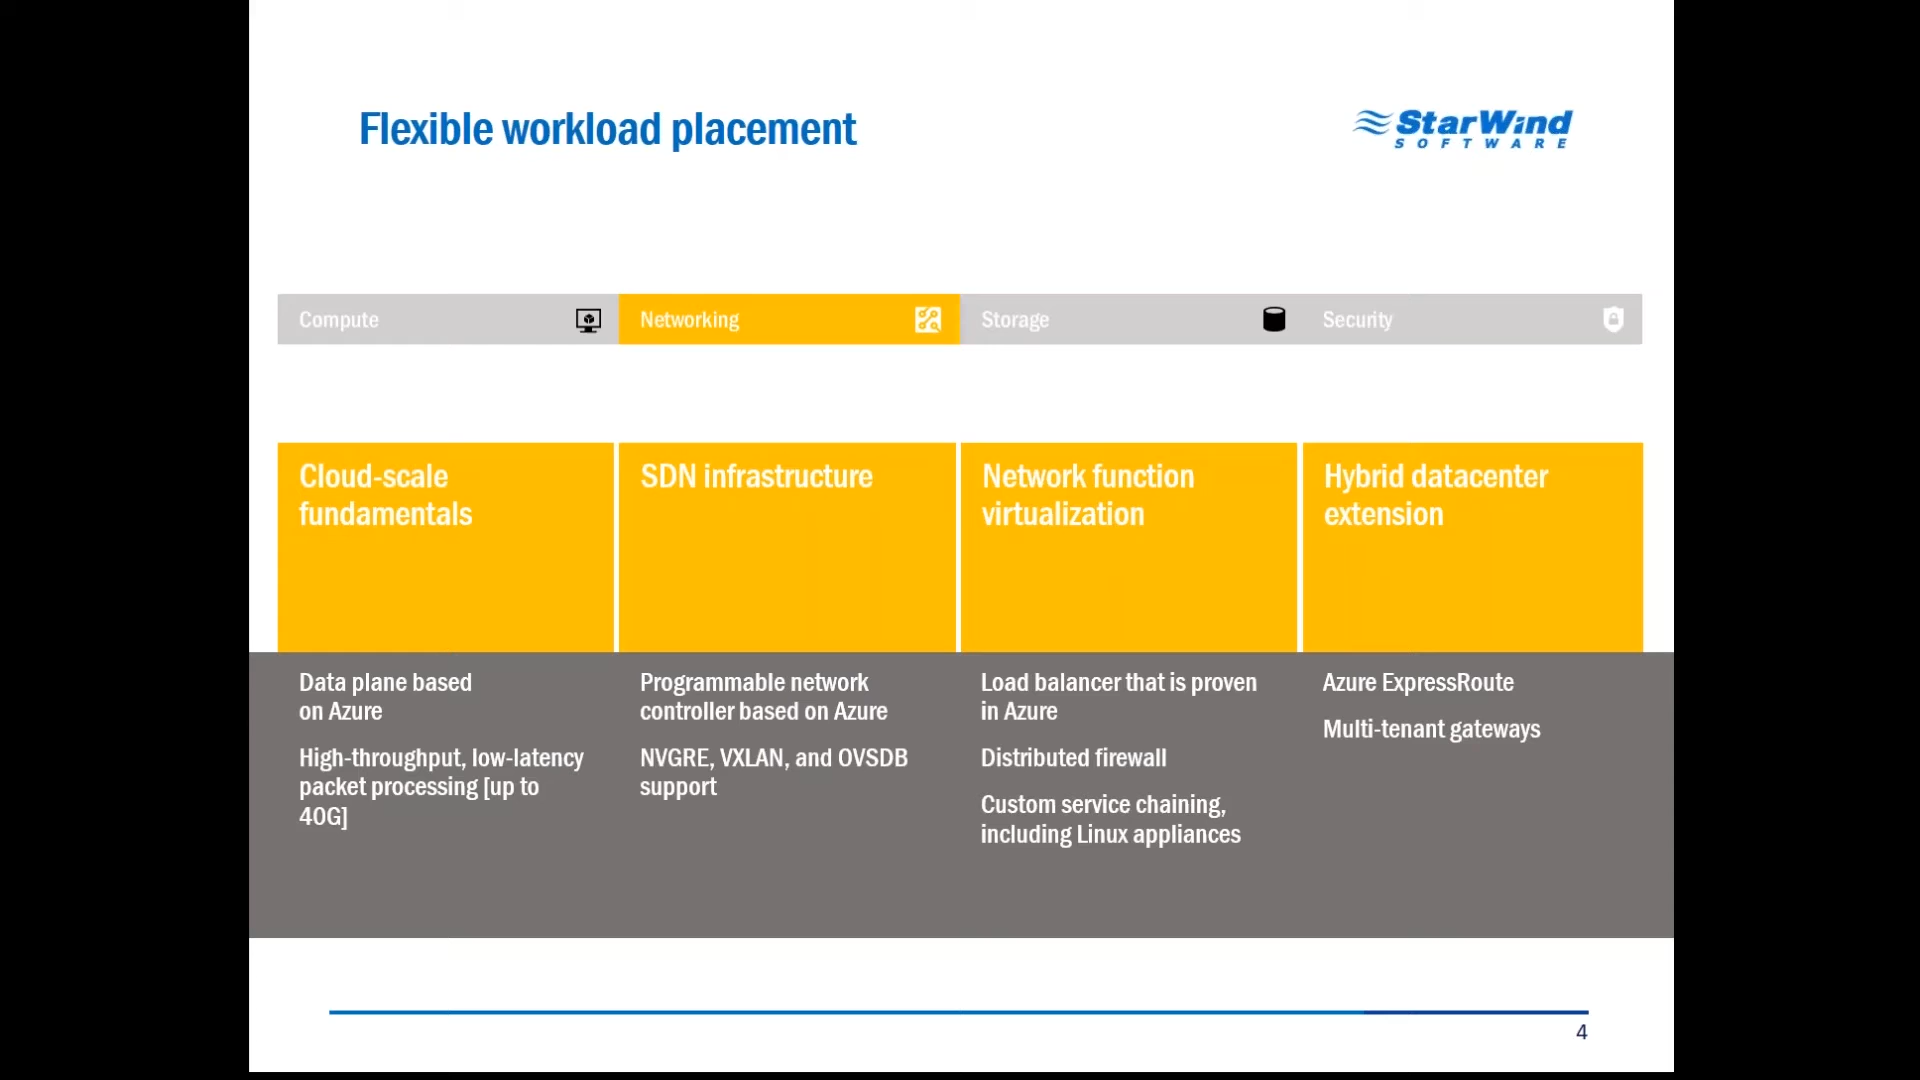 Flexible workload placement
StarWind
SOFTWARE
Compute
Networking
Storage
Security
Cloud-scale
fundamentals
Data plane based
on Azure
High-throughput, low-latency
packet processing [up to
40G]
SDN infrastructure
Programmable network
controller based on Azure
NVGRE, VXLAN, and OVSDB
support
Network function
virtualization
Load balancer that is proven
in Azure
Distributed firewall
Custom service chaining,
including Linux appliances
Hybrid datacenter
extension
Azure ExpressRoute
Multi-tenant gateways
4